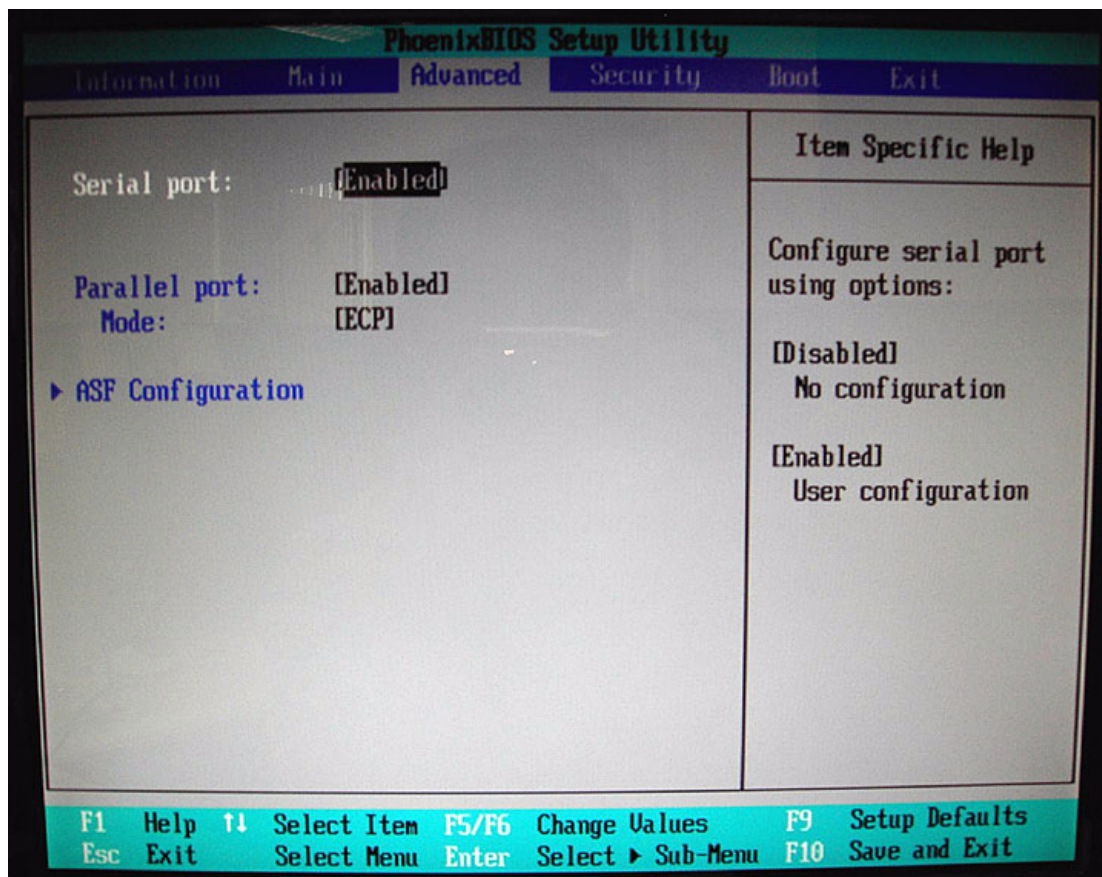 PhoenixBIOS Setup Utility
Information Main Advanced Security Boot Exit
Serial port: [Enabled]
Parallel port: [Enabled]
Mode: [ECP]
▶ ASF Configuration
Item Specific Help
Configure serial port
using options:
[Disabled]
No configuration
[Enabled]
User configuration
F1 Help ↑↓ Select Item F5/F6 Change Values F9 Setup Defaults
Esc Exit Select Menu Enter Select ▶ Sub-Menu F10 Save and Exit